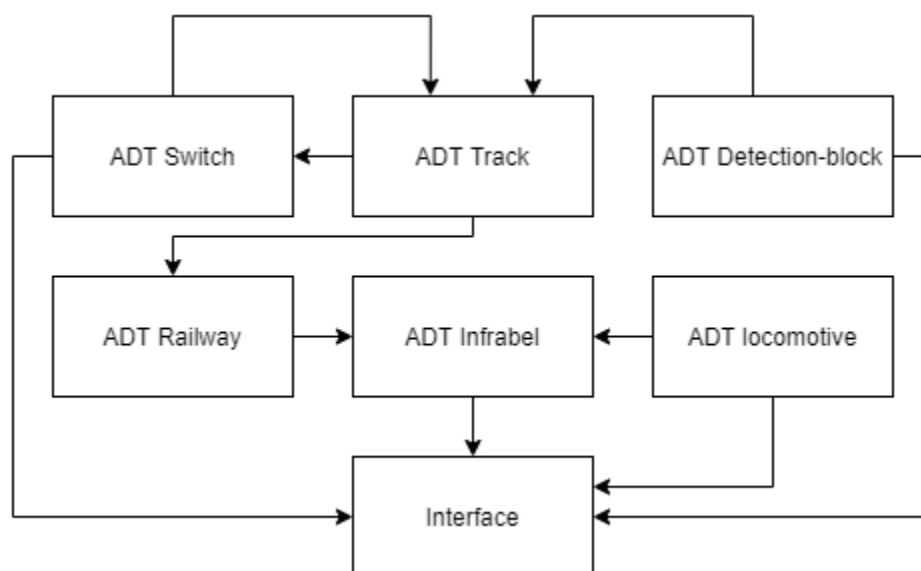 ADT Switch
ADT Track
ADT Detection-block
ADT Railway
ADT Infrabel
ADT locomotive
Interface